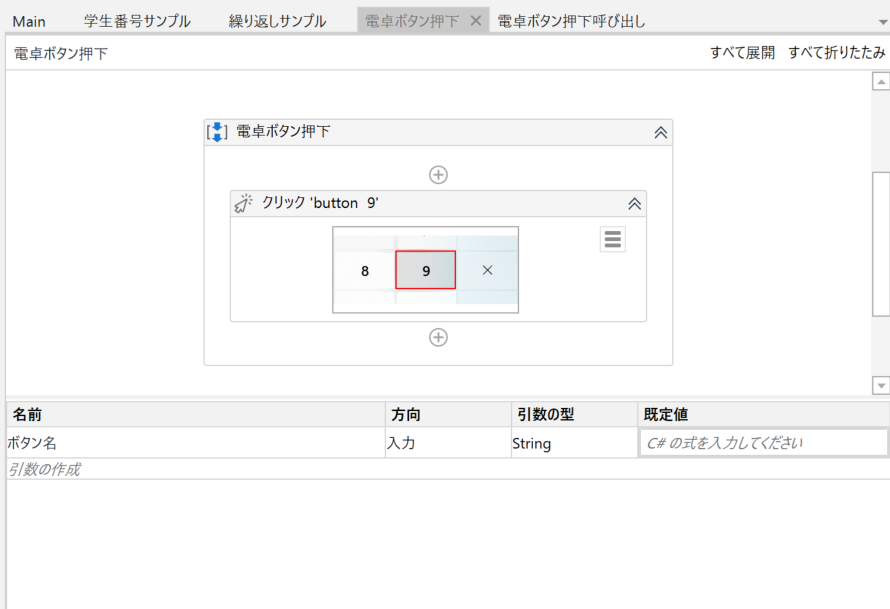 Main 学生番号サンプル 繰り返しサンプル 電卓ボタン押下 × 電卓ボタン押下呼び出し
電卓ボタン押下 すべて展開 すべて折りたたみ
電卓ボタン押下
クリック 'button 9'
8 9 ×
名前 方向 引数の型 既定値
ボタン名 入力 String C# の式を入力してください
引数の作成